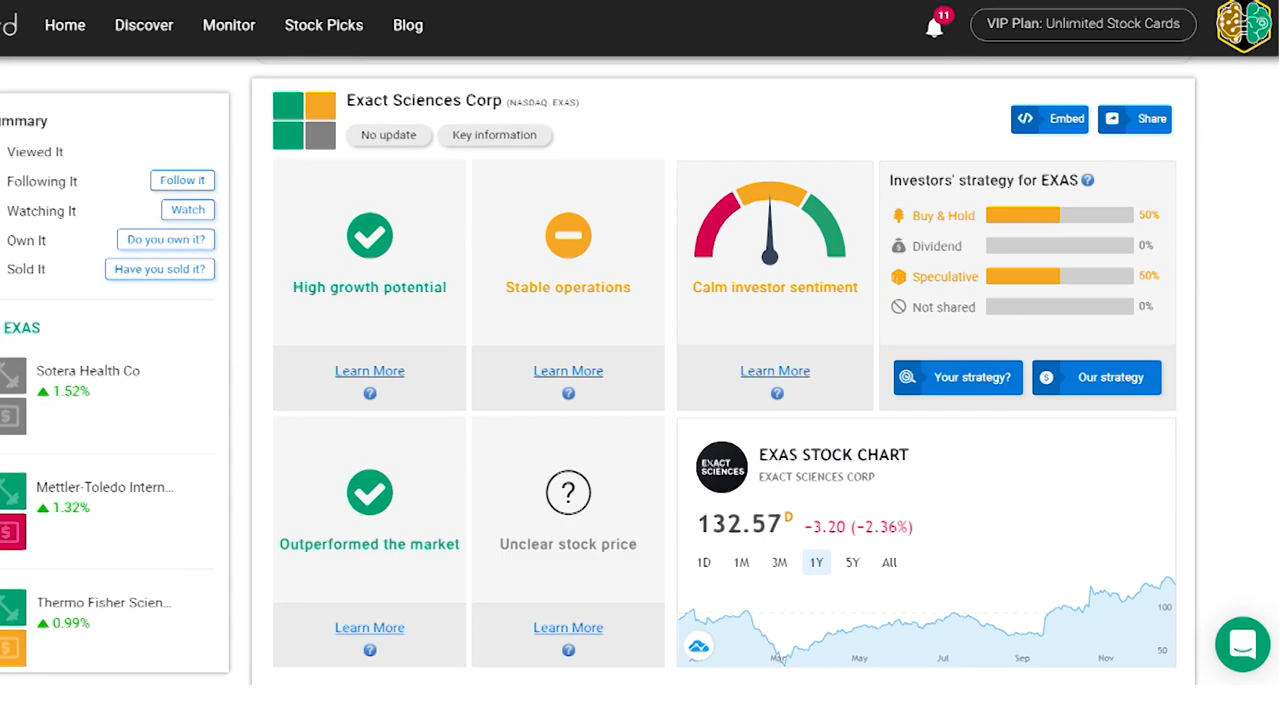 Home Discover Monitor Stock Picks Blog
11
VIP Plan: Unlimited Stock Cards
Viewed It
Following It Follow it
Watching It Watch
Own It Do you own it?
Sold It Have you sold it?
EXAS
Sotera Health Co
1.52%
Mettler-Toledo Intern...
1.32%
Thermo Fisher Scien...
0.99%
Exact Sciences Corp (NASDAQ: EXAS)
No update Key information
Embed Share
High growth potential
Learn More
?
Stable operations
Learn More
?
Calm investor sentiment
Learn More
?
Investors' strategy for EXAS ?
Buy & Hold 50%
Dividend 0%
Speculative 50%
Not shared 0%
Your strategy? Our strategy
Outperformed the market
Learn More
?
?
Unclear stock price
Learn More
?
EXACT
SCIENCES
EXAS STOCK CHART
EXACT SCIENCES CORP
132.57 D −3.20 (−2.36%)
1D 1M 3M 1Y 5Y All
100
50
Mar May Jul Sep Nov